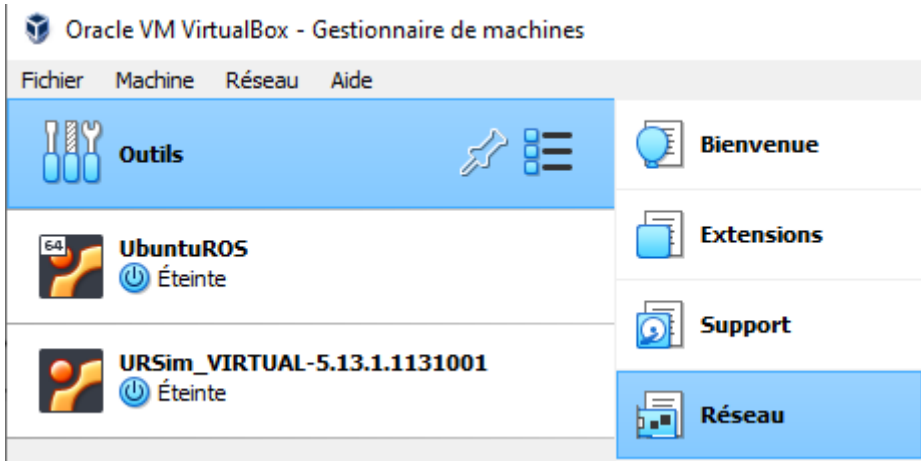 Oracle VM VirtualBox - Gestionnaire de machines
Fichier Machine Réseau Aide
Outils
64
UbuntuROS
Éteinte
URSim_VIRTUAL-5.13.1.1131001
Éteinte
Bienvenue
Extensions
Support
Réseau